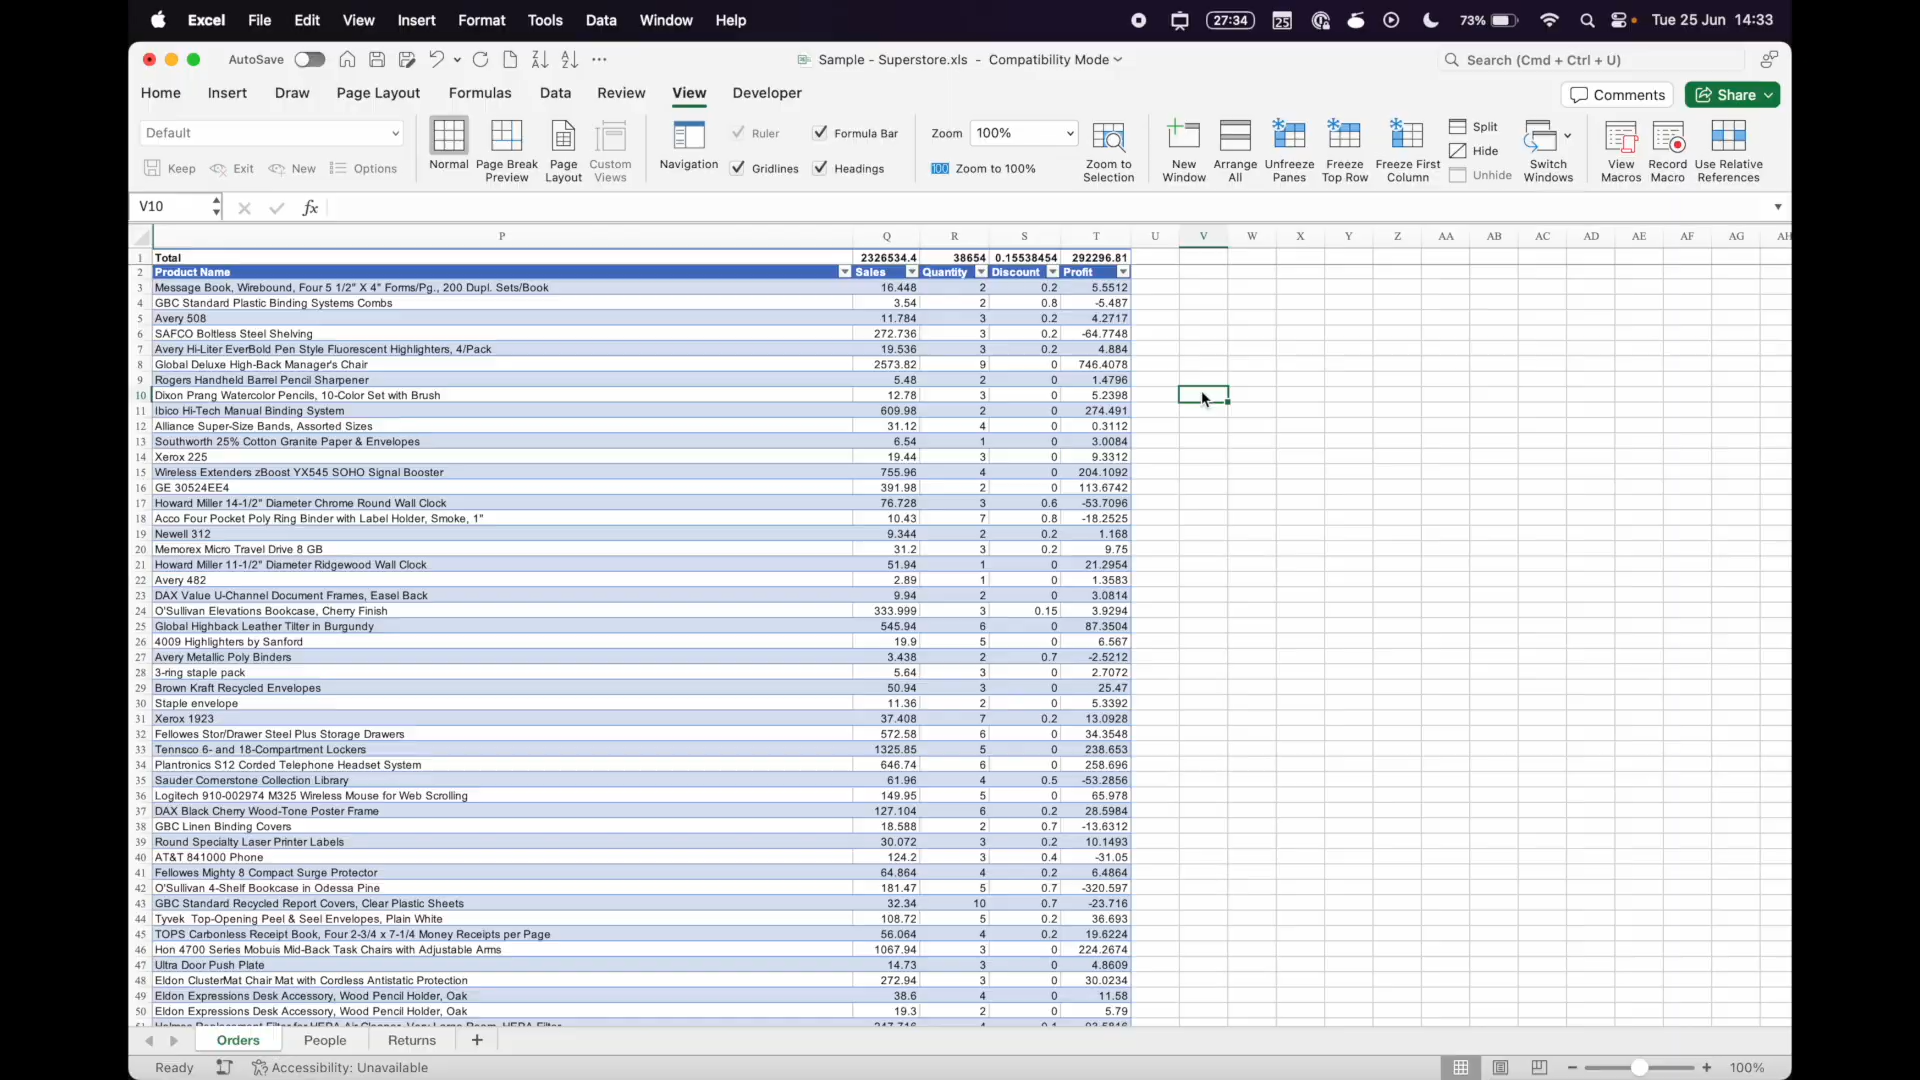 Excel File Edit View Insert Format Tools Data Window Help 27:34 25 73% Tue 25 Jun 14:33
AutoSave Sample - Superstore.xls - Compatibility Mode Search (Cmd + Ctrl + U)
Home Insert Draw Page Layout Formulas Data Review View Developer Comments Share
Default Ruler Formula Bar Zoom 100% Split
Hide
Keep Exit New Options Normal Page Break Preview Page Layout Custom Views Navigation Gridlines Headings 100 Zoom to 100% Zoom to Selection New Window Arrange All Unfreeze Panes Freeze Top Row Freeze First Column Unhide Switch Windows View Macros Record Macro Use Relative References
V10 fx
P Q R S T U V W X Y Z AA AB AC AD AE AF AG AH
1 Total 2326534.4 38654 0.15538454 292296.81
2 Product Name Sales Quantity Discount Profit
3 Message Book, Wirebound, Four 5 1/2" X 4" Forms/Pg., 200 Dupl. Sets/Book 16.448 2 0.2 5.5512
4 GBC Standard Plastic Binding Systems Combs 3.54 2 0.8 -5.487
5 Avery 508 11.784 3 0.2 4.2717
6 SAFCO Boltless Steel Shelving 272.736 3 0.2 -64.7748
7 Avery Hi-Liter EverBold Pen Style Fluorescent Highlighters, 4/Pack 19.536 3 0.2 4.884
8 Global Deluxe High-Back Manager's Chair 2573.82 9 0 746.4078
9 Rogers Handheld Barrel Pencil Sharpener 5.48 2 0 1.4796
10 Dixon Prang Watercolor Pencils, 10-Color Set with Brush 12.78 3 0 5.2398
11 Ibico Hi-Tech Manual Binding System 609.98 2 0 274.491
12 Alliance Super-Size Bands, Assorted Sizes 31.12 4 0 0.3112
13 Southworth 25% Cotton Granite Paper & Envelopes 6.54 1 0 3.0084
14 Xerox 225 19.44 3 0 9.3312
15 Wireless Extenders zBoost YX545 SOHO Signal Booster 755.96 4 0 204.1092
16 GE 30524EE4 391.98 2 0 113.6742
17 Howard Miller 14-1/2" Diameter Chrome Round Wall Clock 76.728 3 0.6 -53.7096
18 Acco Four Pocket Poly Ring Binder with Label Holder, Smoke, 1" 10.43 7 0.8 -18.2525
19 Newell 312 9.344 2 0.2 1.168
20 Memorex Micro Travel Drive 8 GB 31.2 3 0.2 9.75
21 Howard Miller 11-1/2" Diameter Ridgewood Wall Clock 51.94 1 0 21.2954
22 Avery 482 2.89 1 0 1.3583
23 DAX Value U-Channel Document Frames, Easel Back 9.94 2 0 3.0814
24 O'Sullivan Elevations Bookcase, Cherry Finish 333.999 3 0.15 3.9294
25 Global Highback Leather Tilter in Burgundy 545.94 6 0 87.3504
26 4009 Highlighters by Sanford 19.9 5 0 6.567
27 Avery Metallic Poly Binders 3.438 2 0.7 -2.5212
28 3-ring staple pack 5.64 3 0 2.7072
29 Brown Kraft Recycled Envelopes 50.94 3 0 25.47
30 Staple envelope 11.36 2 0 5.3392
31 Xerox 1923 37.408 7 0.2 13.0928
32 Fellowes Stor/Drawer Steel Plus Storage Drawers 572.58 6 0 34.3548
33 Tennsco 6- and 18-Compartment Lockers 1325.85 5 0 238.653
34 Plantronics S12 Corded Telephone Headset System 646.74 6 0 258.696
35 Sauder Cornerstone Collection Library 61.96 4 0.5 -53.2856
36 Logitech 910-002974 M325 Wireless Mouse for Web Scrolling 149.95 5 0 65.978
37 DAX Black Cherry Wood-Tone Poster Frame 127.104 6 0.2 28.5984
38 GBC Linen Binding Covers 18.588 2 0.7 -13.6312
39 Round Specialty Laser Printer Labels 30.072 3 0.2 10.1493
40 AT&T 841000 Phone 124.2 3 0.4 -31.05
41 Fellowes Mighty 8 Compact Surge Protector 64.864 4 0.2 6.4864
42 O'Sullivan 4-Shelf Bookcase in Odessa Pine 181.47 5 0.7 -320.597
43 GBC Standard Recycled Report Covers, Clear Plastic Sheets 32.34 10 0.7 -23.716
44 Tyvek Top-Opening Peel & Seel Envelopes, Plain White 108.72 5 0.2 36.693
45 TOPS Carbonless Receipt Book, Four 2-3/4 x 7-1/4 Money Receipts per Page 56.064 4 0.2 19.6224
46 Hon 4700 Series Mobuis Mid-Back Task Chairs with Adjustable Arms 1067.94 3 0 224.2674
47 Ultra Door Push Plate 14.73 3 0 4.8609
48 Eldon ClusterMat Chair Mat with Cordless Antistatic Protection 272.94 3 0 30.0234
49 Eldon Expressions Desk Accessory, Wood Pencil Holder, Oak 38.6 4 0 11.58
50 Eldon Expressions Desk Accessory, Wood Pencil Holder, Oak 19.3 2 0 5.79
Orders People Returns
Ready Accessibility: Unavailable 100%